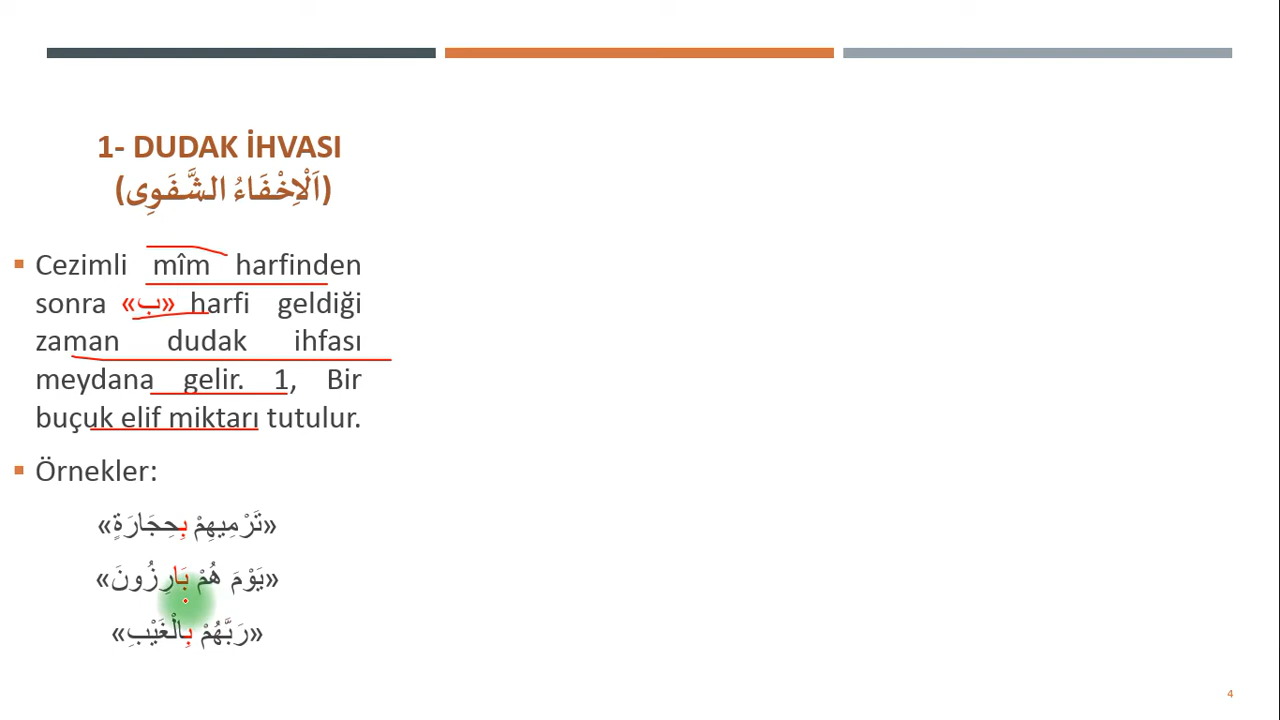 1- DUDAK İHVASI
(اَلْاِخْفَاءُ الشَّفَوِى)
Cezimli mîm harfinden
sonra «ب» harfi geldiği
zaman dudak ihfası
meydana gelir. 1, Bir
buçuk elif miktarı tutulur.
Örnekler:
«تَرْمِيهِمْ بِحِجَارَةٍ»
«يَوْمَ هُمْ بَارِزُونَ»
«رَبَّهُمْ بِالْغَيْبِ»
4